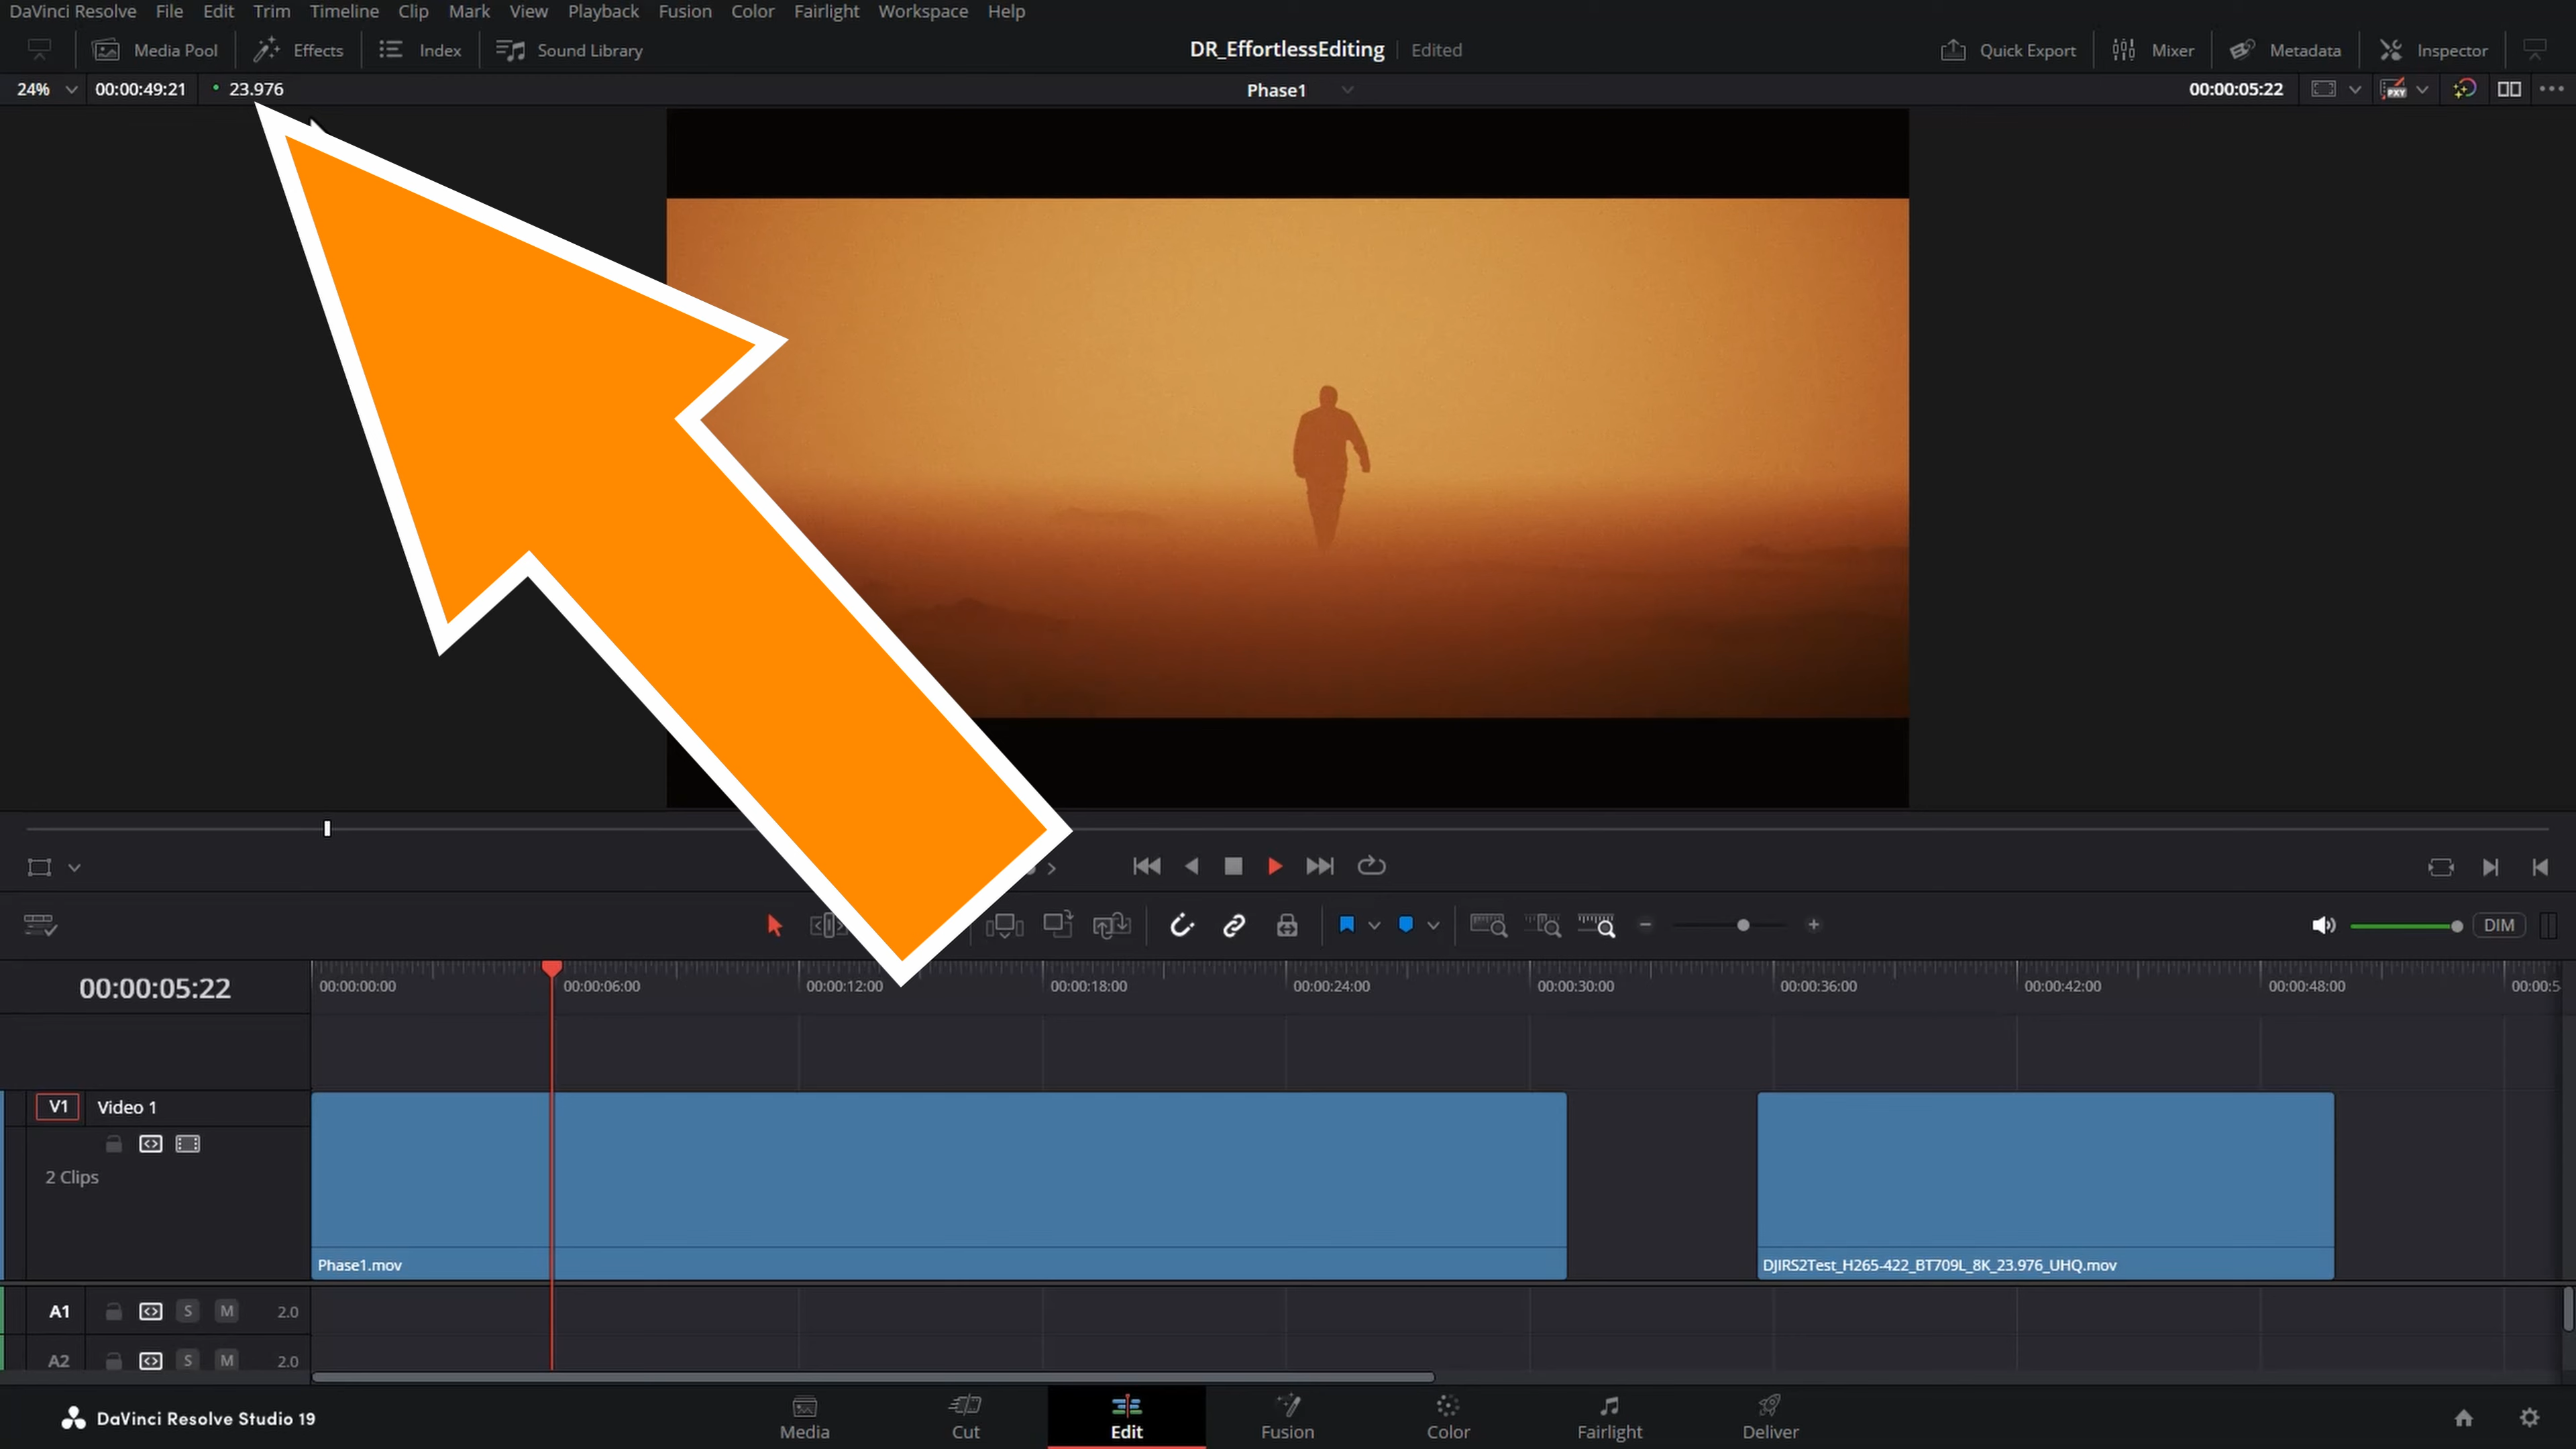 DaVinci Resolve File Edit Trim Timeline Clip Mark View Playback Fusion Color Fairlight Workspace Help
Media Pool Effects Index Sound Library DR_EffortlessEditing Edited Quick Export Mixer Metadata Inspector
24% 00:00:49:21 23.976 Phase1 00:00:05:22 PXY
DIM
00:00:05:22 00:00:00:00 00:00:06:00 00:00:12:00 00:00:18:00 00:00:24:00 00:00:30:00 00:00:36:00 00:00:42:00 00:00:48:00 00:00:5
V1 Video 1
2 Clips
Phase1.mov DJIRS2Test_H265-422_BT709L_8K_23.976_UHQ.mov
A1 S M 2.0
A2 S M 2.0
DaVinci Resolve Studio 19 Media Cut Edit Fusion Color Fairlight Deliver